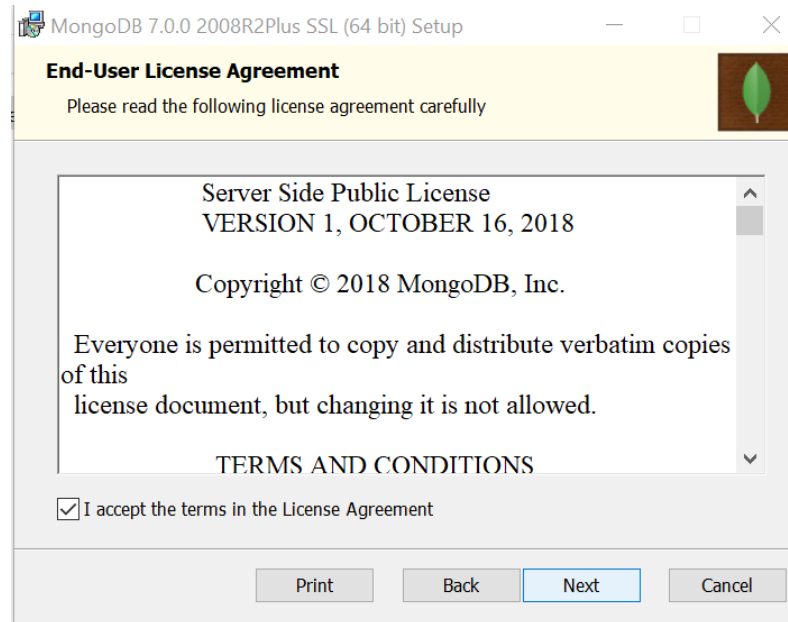 MongoDB 7.0.0 2008R2Plus SSL (64 bit) Setup
End-User License Agreement
Please read the following license agreement carefully
Server Side Public License
VERSION 1, OCTOBER 16, 2018
Copyright © 2018 MongoDB, Inc.
Everyone is permitted to copy and distribute verbatim copies
of this
license document, but changing it is not allowed.
TERMS AND CONDITIONS
I accept the terms in the License Agreement
Print Back Next Cancel